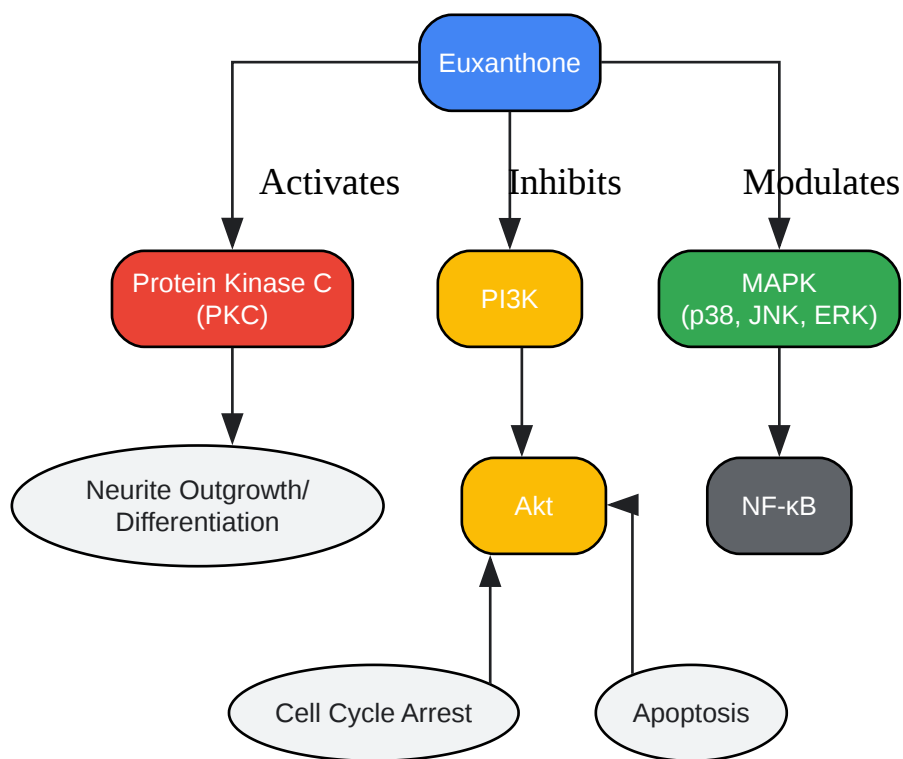 Euxanthone
Activates
Inhibits
Modulates
Protein Kinase C
(PKC)
PI3K
MAPK
(p38, JNK, ERK)
Neurite Outgrowth/
Differentiation
Akt
NF-κB
Cell Cycle Arrest
Apoptosis